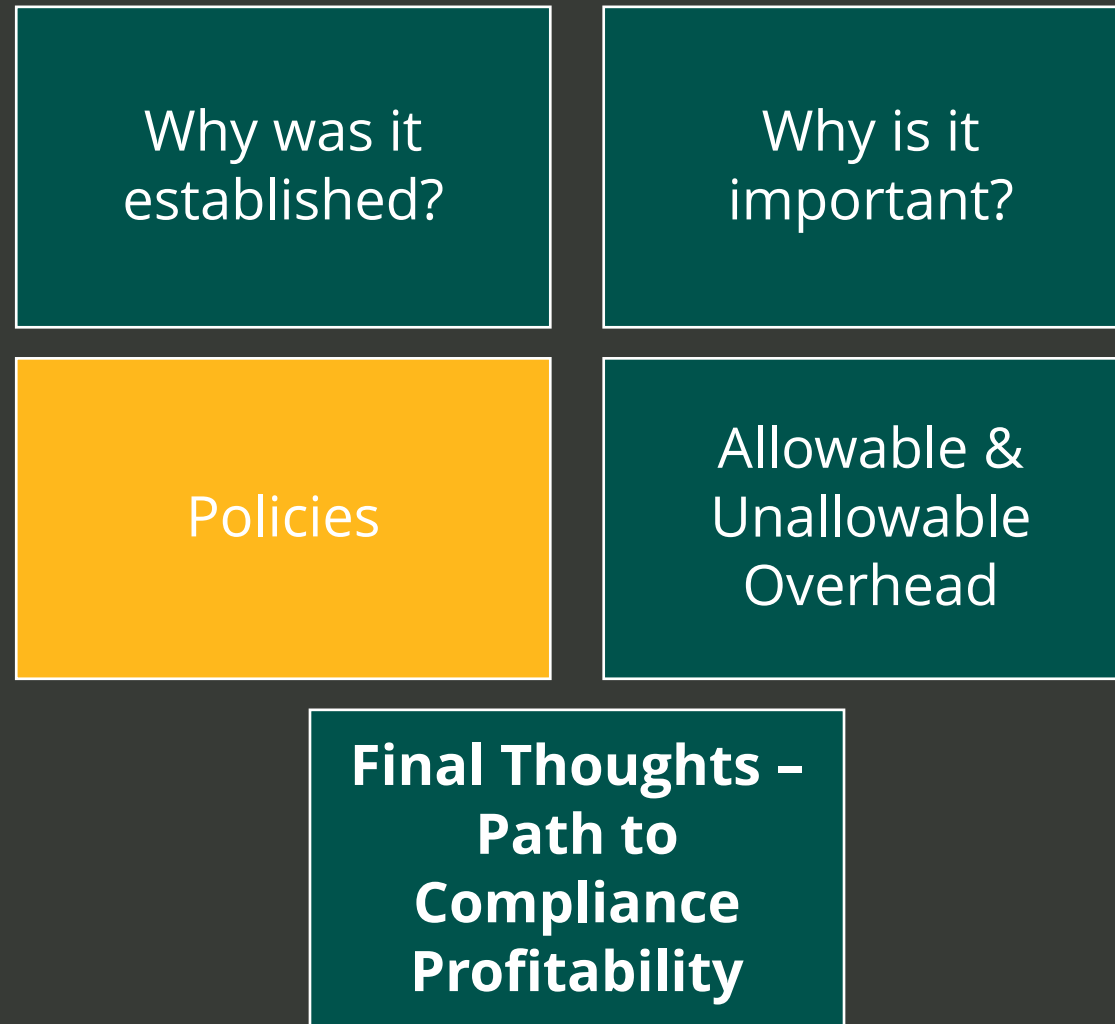 Why was it
established?
Why is it
important?
Policies
Allowable &
Unallowable
Overhead
Final Thoughts –
Path to
Compliance
Profitability